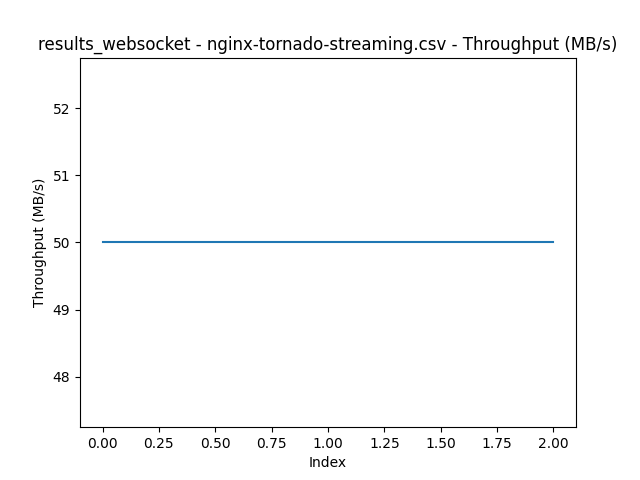 results_websocket - nginx-tornado-streaming.csv - Throughput (MB/s)
52
51
50
49
48
Throughput (MB/s)
0.00 0.25 0.50 0.75 1.00 1.25 1.50 1.75 2.00
Index